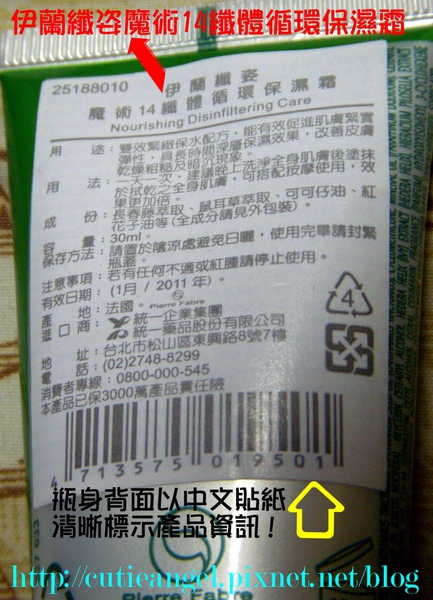 伊蘭纖姿魔術14纖體循環保濕霜
25188010 伊蘭纖姿
魔術14纖體循環保濕霜
Nourishing Disinfiltering Care
用途：雙效緊緻保水配方，能有效促進肌膚緊實
彈性，具長時間深層保濕效果，改善皮膚
乾燥粗糙及暗沉現象。
用法：一天一次，建議晚上洗淨全身肌膚後塗抹
於拭乾之全身肌膚，可搭配按摩使用，效
果更加倍。
成份：長春藤萃取、鼠耳草萃取、可可仔油、紅
花子油等(全成分請見外包裝)。
容量：30ml。
保存方法：請置於陰涼處避免日曬，使用完畢請封緊
瓶蓋。
注意事項：若有任何不適或紅腫請停止使用。
有效日期：(1月 / 2011年)。
產地：法國。Pierre Fabre
進口商：統一企業集團
統一藥品股份有限公司
地址：台北市松山區東興路8號7樓
電話：(02)2748-8299
消費者專線：0800-000-545
本產品已保3000萬產品責任險
4
4 713575 019501
瓶身背面以中文貼紙
清晰標示產品資訊！
http://cutieangel.pixnet.net/blog
Pierre Fabre